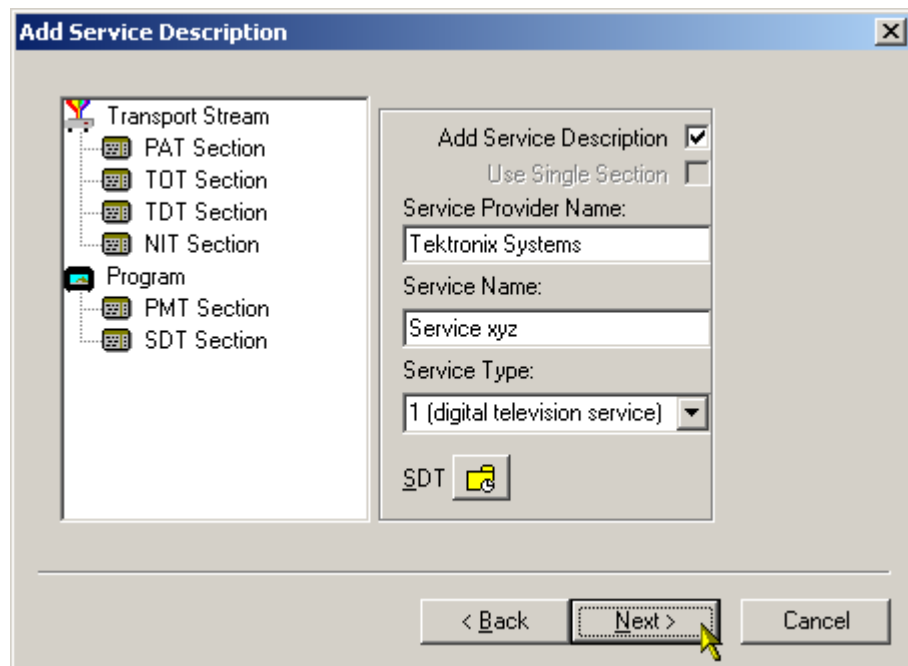 Add Service Description
Transport Stream
PAT Section
TOT Section
TDT Section
NIT Section
Program
PMT Section
SDT Section
Add Service Description
Use Single Section
Service Provider Name:
Tektronix Systems
Service Name:
Service xyz
Service Type:
1 (digital television service)
SDT
< Back
Next >
Cancel